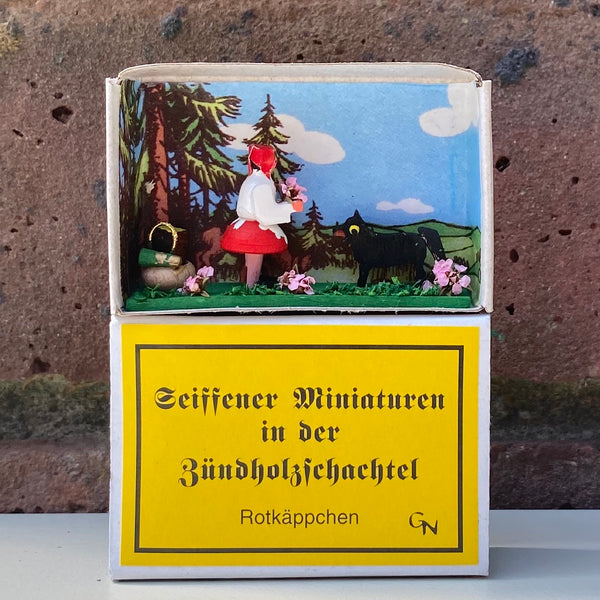 Seiffener Miniaturen
in der
Zündholzſchachtel
Rotkäppchen
GN